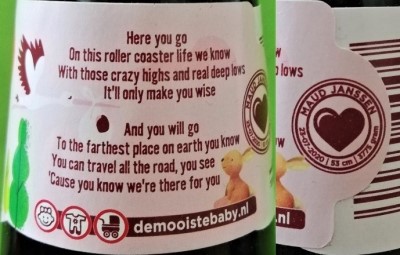 Here you go
On this roller coaster life we know
With those crazy highs and real deep lows
It'll only make you wise
And you will go
To the farthest place on earth you know
You can travel all the road, you see
'Cause you know we're there for you
demooistebaby.nl
know
lows
MAUD JANSSEN
23-07-2020 | 53 cm | 3775 gram
.nl